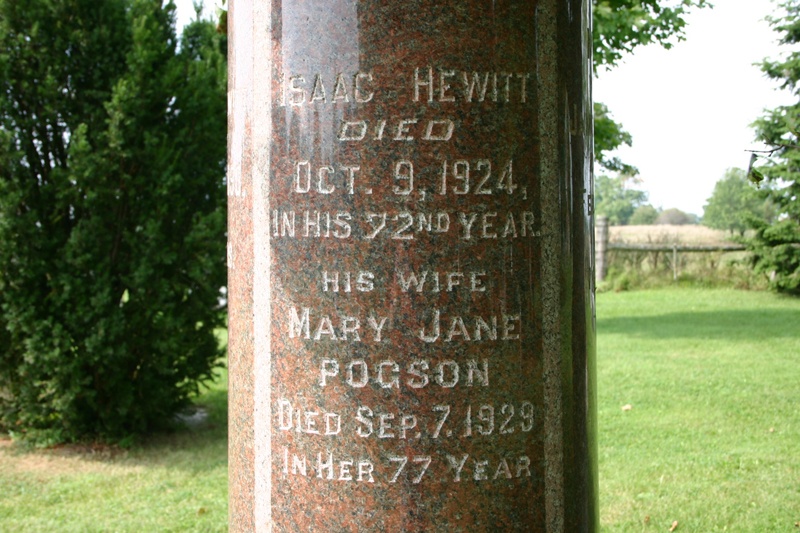 ISAAC HEWITT
DIED
OCT. 9, 1924,
IN HIS 72ND YEAR.
HIS WIFE
MARY JANE
POGSON
DIED SEP. 7. 1929
IN HER 77 YEAR